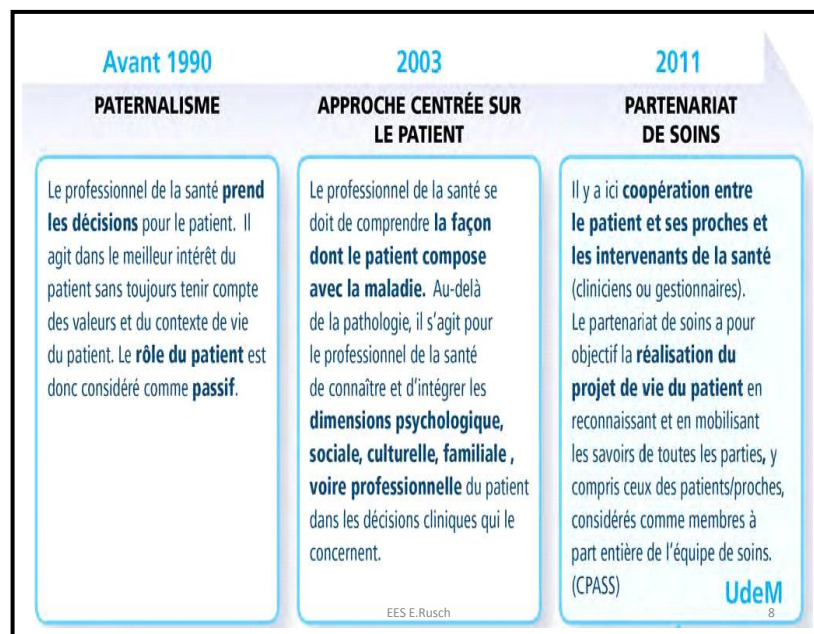 Avant 1990
PATERNALISME
Le professionnel de la santé prend
les décisions pour le patient. Il
agit dans le meilleur intérêt du
patient sans toujours tenir compte
des valeurs et du contexte de vie
du patient. Le rôle du patient est
donc considéré comme passif.
2003
APPROCHE CENTRÉE SUR
LE PATIENT
Le professionnel de la santé se
doit de comprendre la façon
dont le patient compose
avec la maladie. Au-delà
de la pathologie, il s'agit pour
le professionnel de la santé
de connaître et d'intégrer les
dimensions psychologique,
sociale, culturelle, familiale ,
voire professionnelle du patient
dans les décisions cliniques qui le
concernent.
2011
PARTENARIAT
DE SOINS
Il y a ici coopération entre
le patient et ses proches et
les intervenants de la santé
(cliniciens ou gestionnaires).
Le partenariat de soins a pour
objectif la réalisation du
projet de vie du patient en
reconnaissant et en mobilisant
les savoirs de toutes les parties, y
compris ceux des patients/proches,
considérés comme membres à
part entière de l'équipe de soins.
(CPASS)
UdeM
EES E.Rusch
8